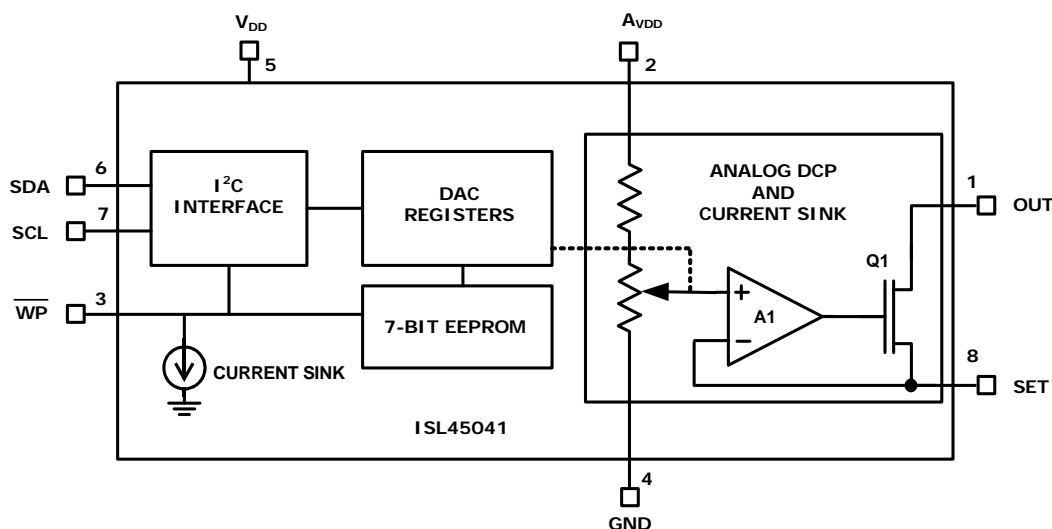 VDD
5
AVDD
2
6
SDA
7
SCL
3
WP
I2C
INTERFACE
DAC
REGISTERS
7-BIT EEPROM
CURRENT SINK
ISL45041
ANALOG DCP
AND
CURRENT SINK
+
A1
−
Q1
1
OUT
8
SET
4
GND